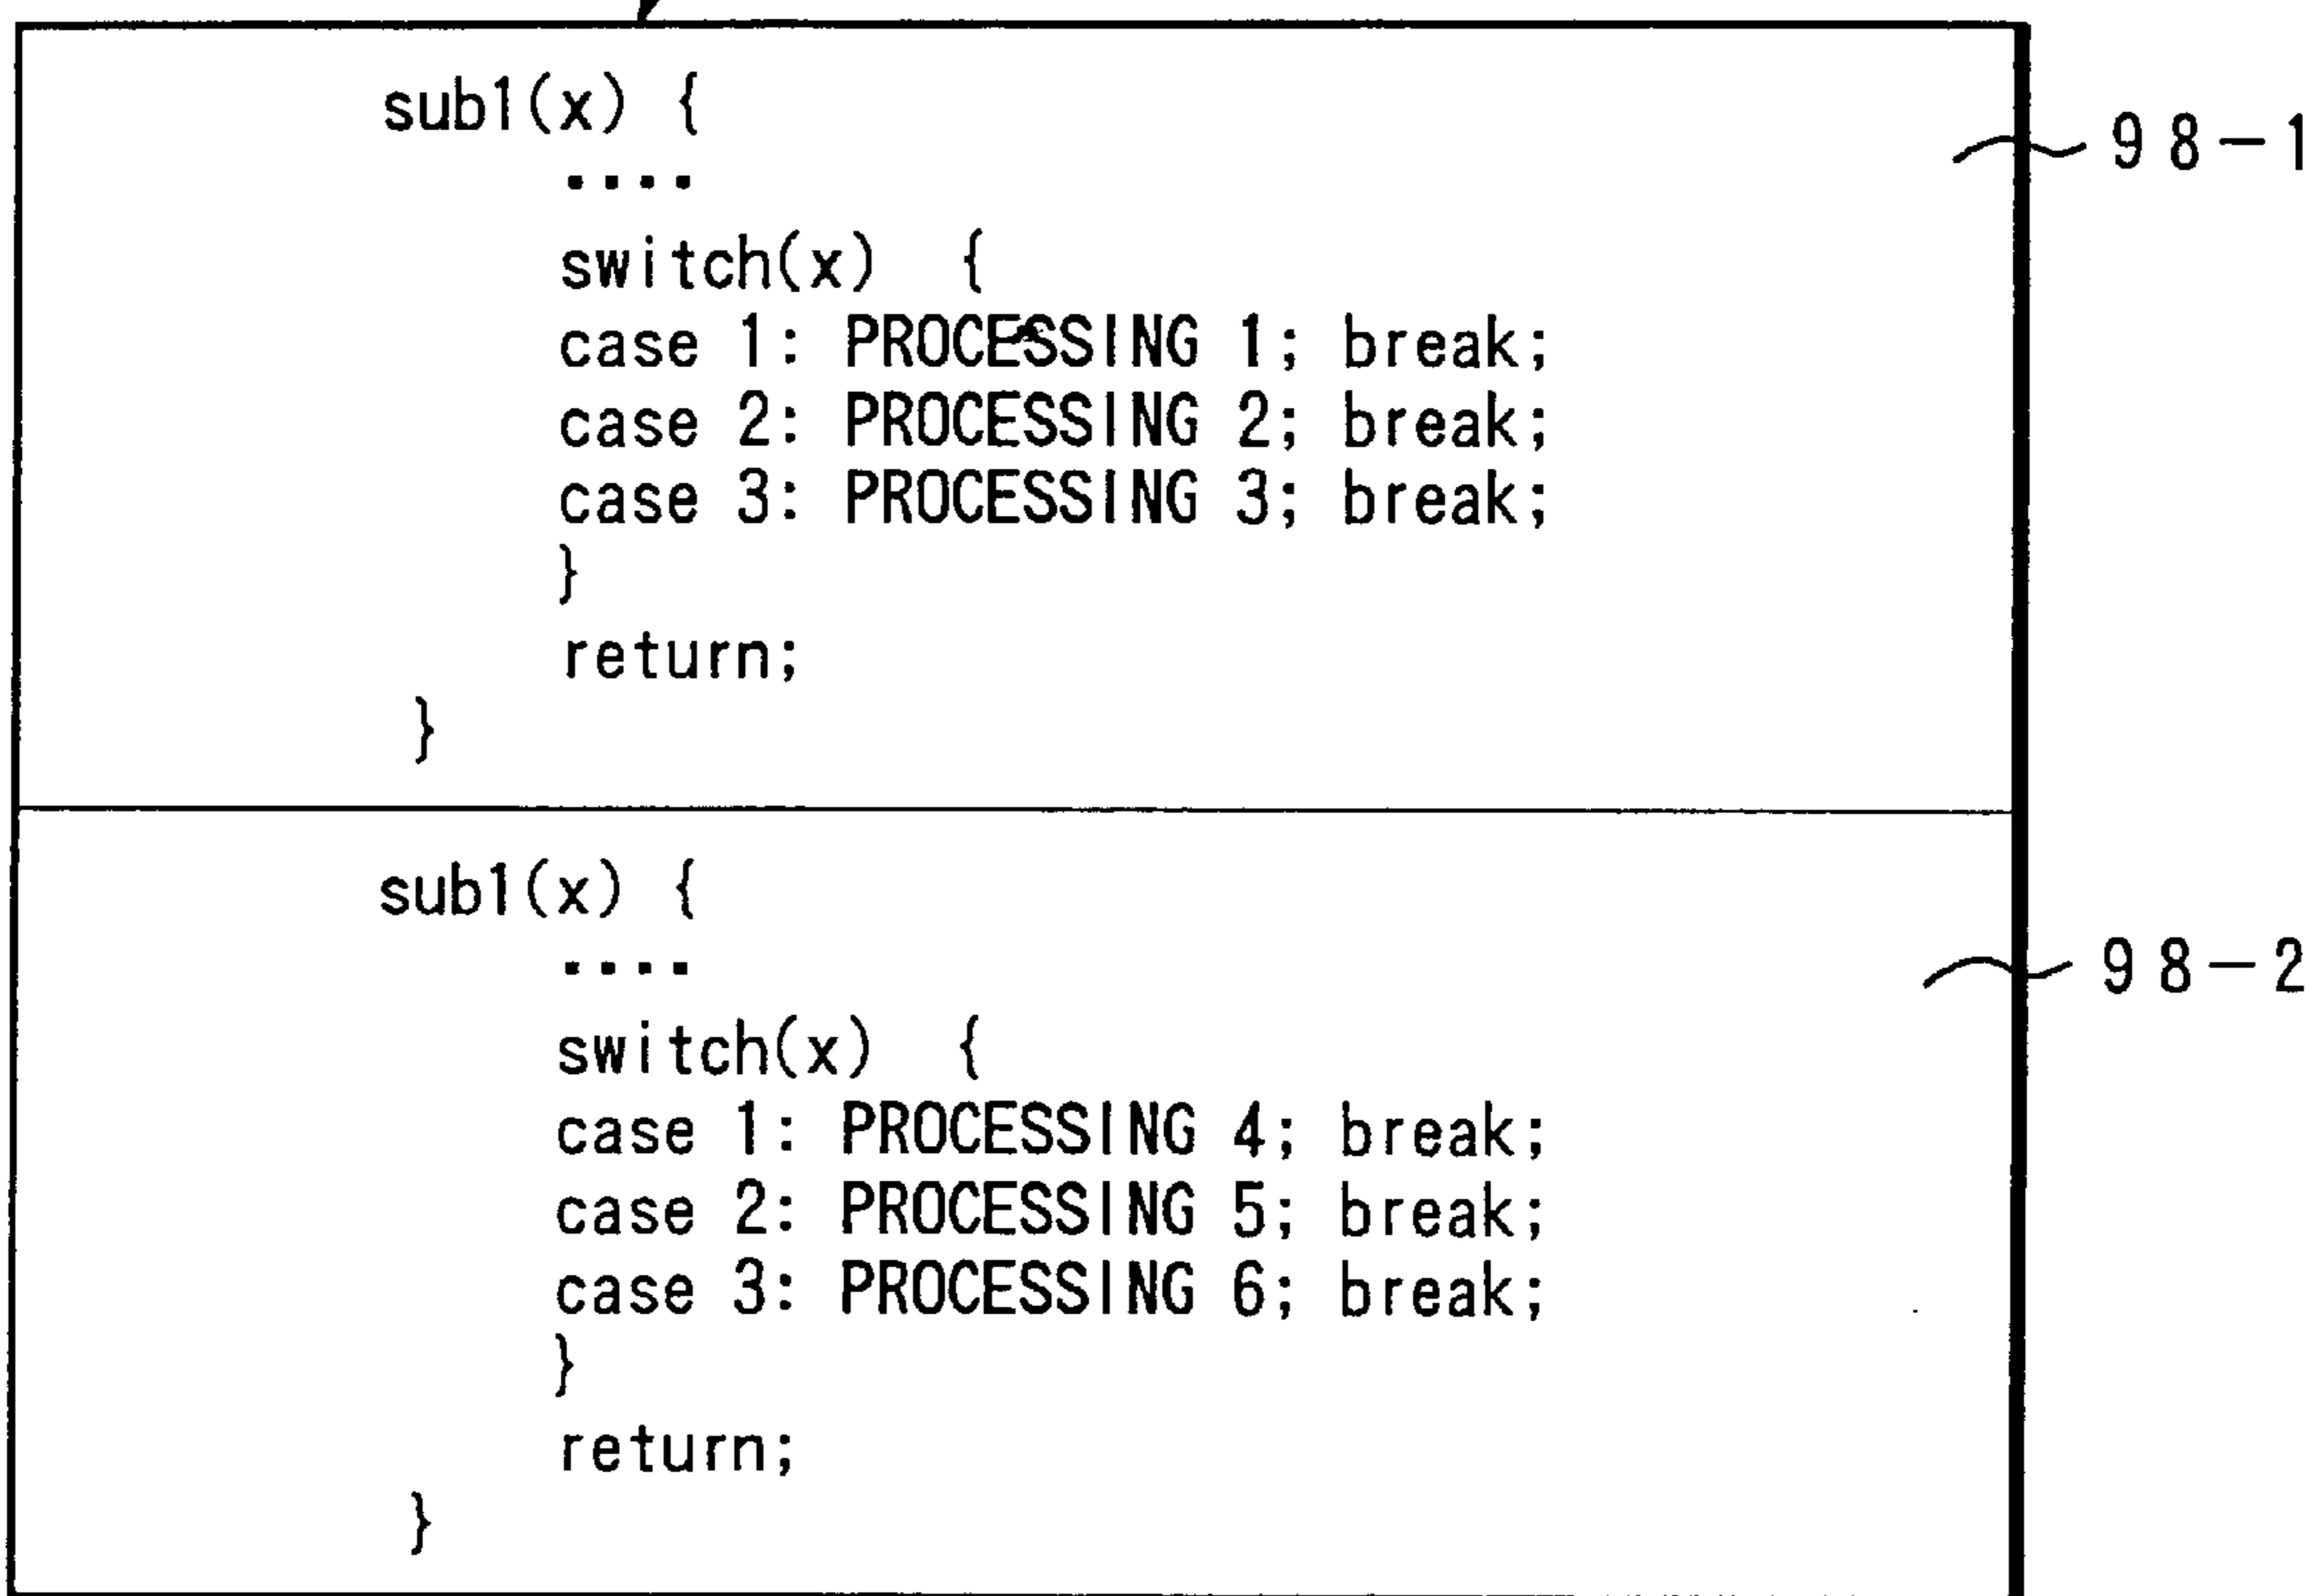 sub1(x) {
98-1
....
switch(x) {
case 1: PROCESSING 1; break;
case 2: PROCESSING 2; break;
case 3: PROCESSING 3; break;
}
return;
}
sub1(x) {
98-2
....
switch(x) {
case 1: PROCESSING 4; break;
case 2: PROCESSING 5; break;
case 3: PROCESSING 6; break;
}
return;
}